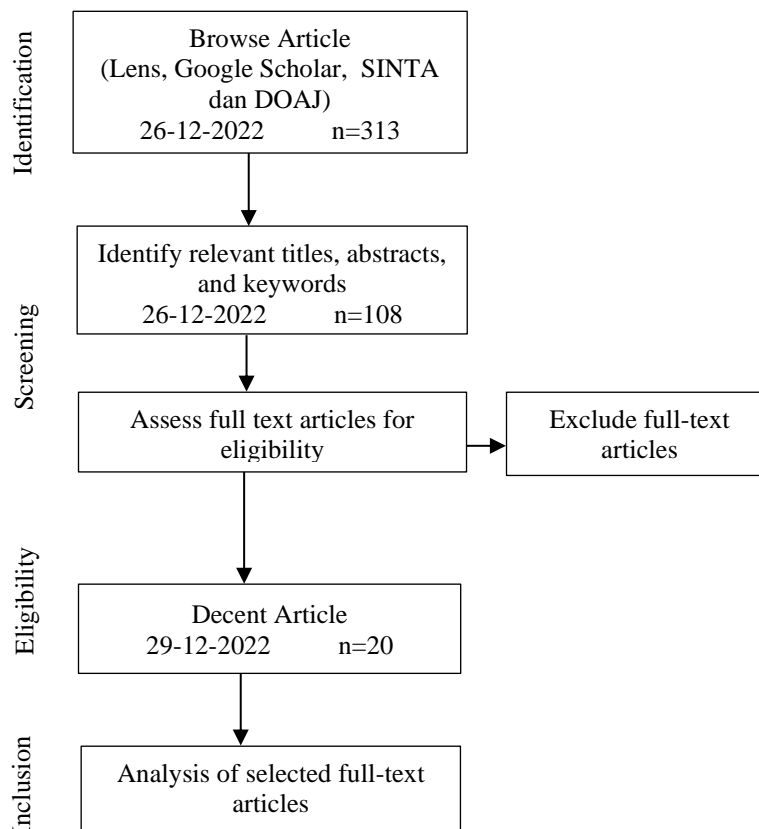 Identification
Browse Article
(Lens, Google Scholar, SINTA
dan DOAJ)
26-12-2022 n=313
Screening
Identify relevant titles, abstracts,
and keywords
26-12-2022 n=108
Assess full text articles for
eligibility
Exclude full-text
articles
Eligibility
Decent Article
29-12-2022 n=20
Inclusion
Analysis of selected full-text
articles